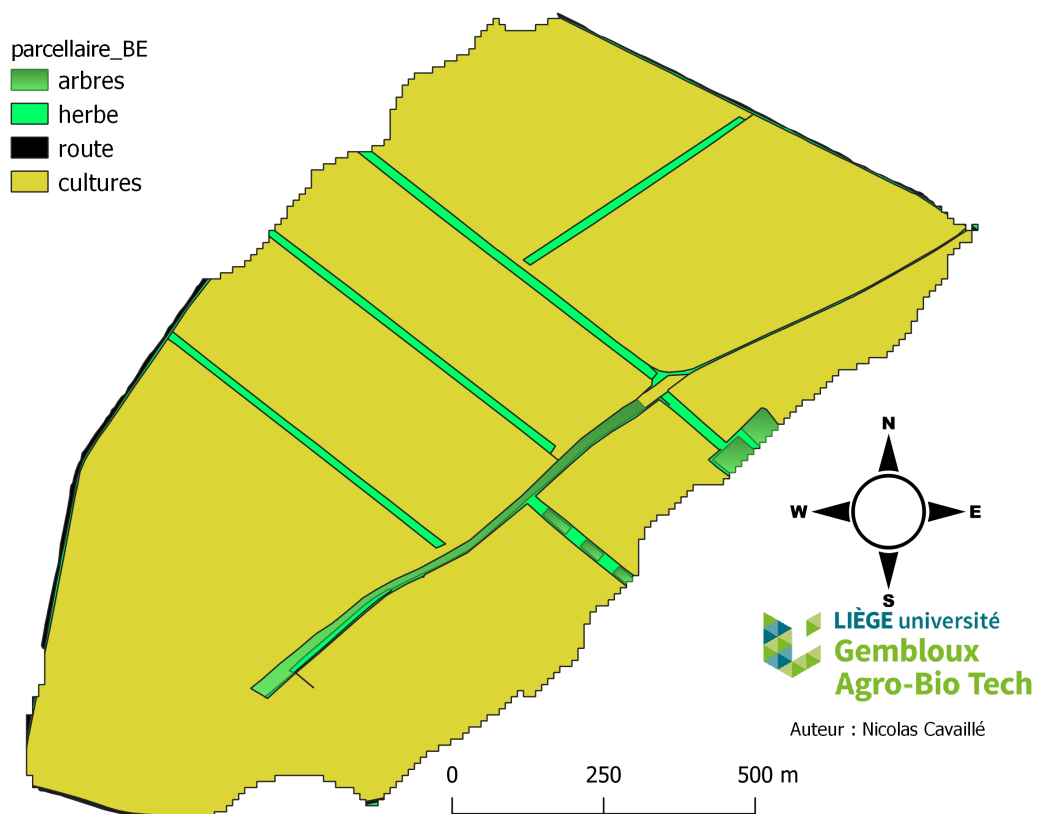 parcellaire_BE
arbres
herbe
route
cultures
N
W
E
S
LIÈGE université
Gembloux
Agro-Bio Tech
Auteur : Nicolas Cavaillé
0
250
500 m